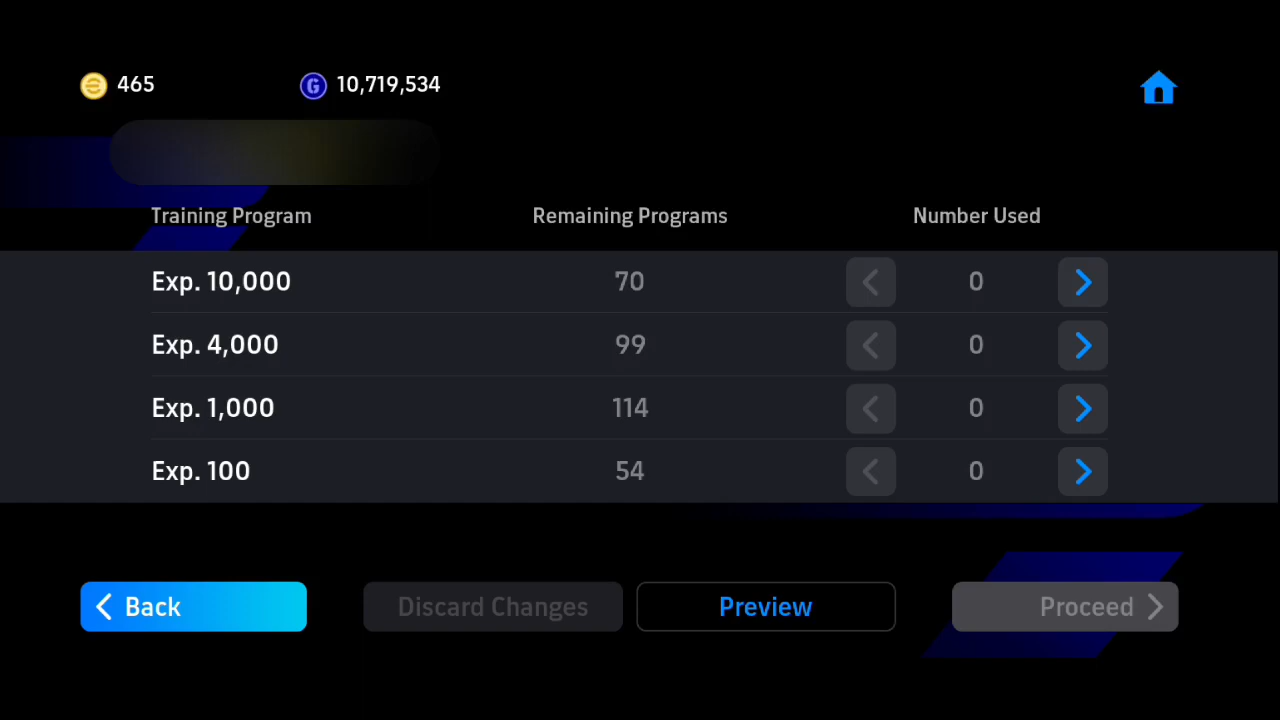 465 10,719,534
Training Program Remaining Programs Number Used
Exp. 10,000 70 0
Exp. 4,000 99 0
Exp. 1,000 114 0
Exp. 100 54 0
Back Discard Changes Preview Proceed